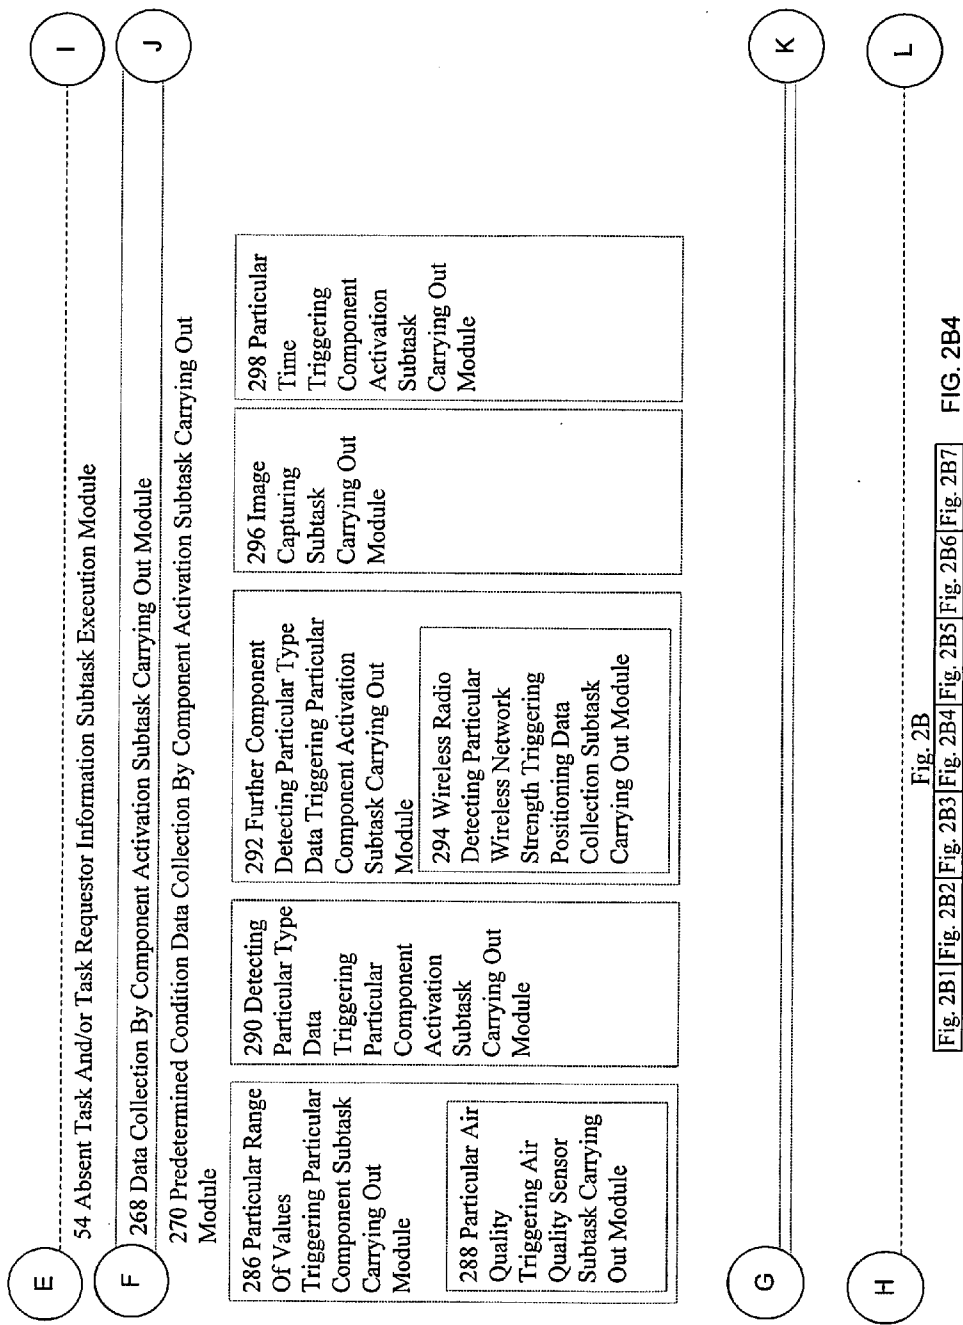 E
I
54 Absent Task And/or Task Requestor Information Subtask Execution Module
F
J
268 Data Collection By Component Activation Subtask Carrying Out Module
270 Predetermined Condition Data Collection By Component Activation Subtask Carrying Out
Module
286 Particular Range
Of Values
Triggering Particular
Component Subtask
Carrying Out
Module
288 Particular Air
Quality
Triggering Air
Quality Sensor
Subtask Carrying
Out Module
290 Detecting
Particular Type
Data
Triggering
Particular
Component
Activation
Subtask
Carrying Out
Module
292 Further Component
Detecting Particular Type
Data Triggering Particular
Component Activation
Subtask Carrying Out
Module
294 Wireless Radio
Detecting Particular
Wireless Network
Strength Triggering
Positioning Data
Collection Subtask
Carrying Out Module
296 Image
Capturing
Subtask
Carrying Out
Module
298 Particular
Time
Triggering
Component
Activation
Subtask
Carrying Out
Module
G
K
H
L
Fig. 2B
Fig. 2B1 Fig. 2B2 Fig. 2B3 Fig. 2B4 Fig. 2B5 Fig. 2B6 Fig. 2B7
FIG. 2B4